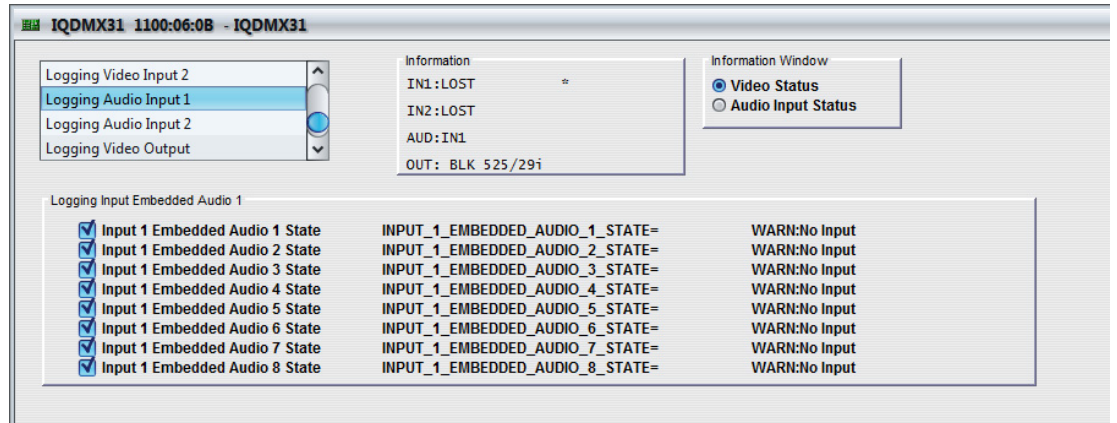 IQDMX31 1100:06:0B - IQDMX31
Logging Video Input 2
Logging Audio Input 1
Logging Audio Input 2
Logging Video Output
Information
IN1:LOST *
IN2:LOST
AUD:IN1
OUT: BLK 525/29i
Information Window
Video Status
Audio Input Status
Logging Input Embedded Audio 1
Input 1 Embedded Audio 1 State INPUT_1_EMBEDDED_AUDIO_1_STATE= WARN:No Input
Input 1 Embedded Audio 2 State INPUT_1_EMBEDDED_AUDIO_2_STATE= WARN:No Input
Input 1 Embedded Audio 3 State INPUT_1_EMBEDDED_AUDIO_3_STATE= WARN:No Input
Input 1 Embedded Audio 4 State INPUT_1_EMBEDDED_AUDIO_4_STATE= WARN:No Input
Input 1 Embedded Audio 5 State INPUT_1_EMBEDDED_AUDIO_5_STATE= WARN:No Input
Input 1 Embedded Audio 6 State INPUT_1_EMBEDDED_AUDIO_6_STATE= WARN:No Input
Input 1 Embedded Audio 7 State INPUT_1_EMBEDDED_AUDIO_7_STATE= WARN:No Input
Input 1 Embedded Audio 8 State INPUT_1_EMBEDDED_AUDIO_8_STATE= WARN:No Input